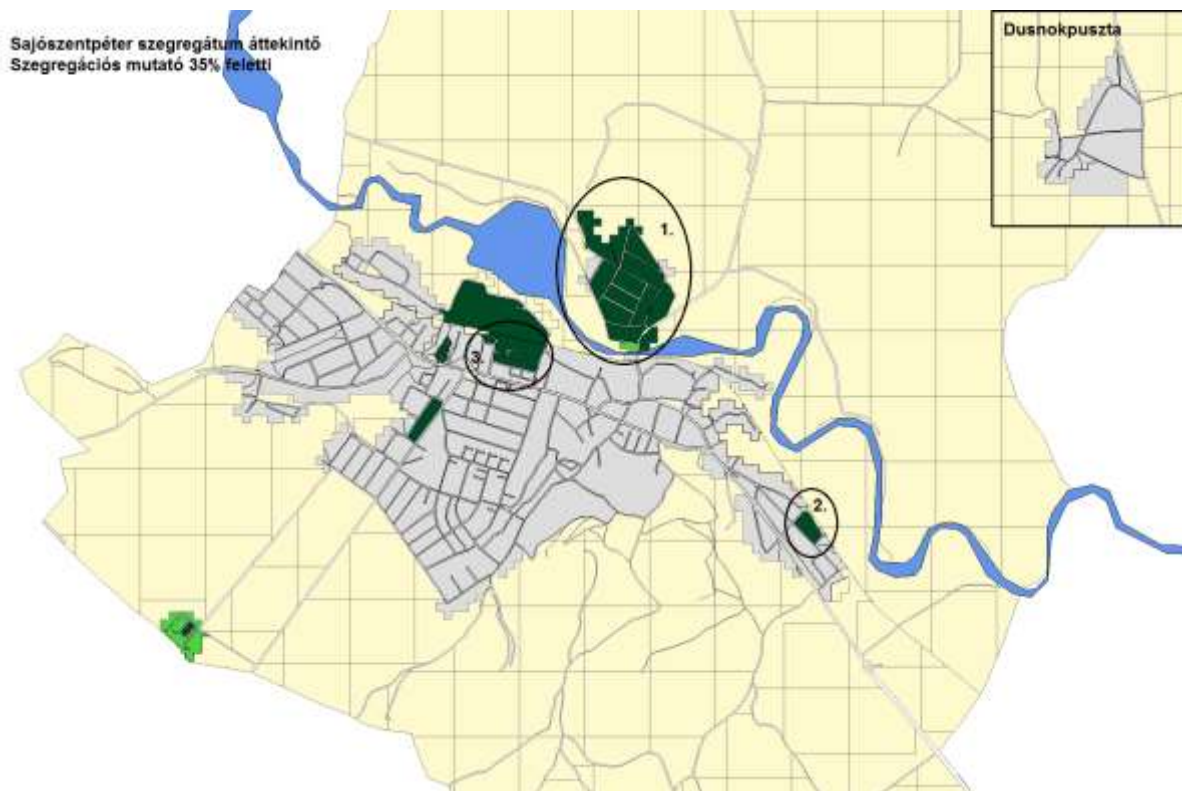 Sajószentpéter szegregátum áttekintő
Szegregációs mutató 35% feletti
Dusnokpuszta
1.
3.
2.